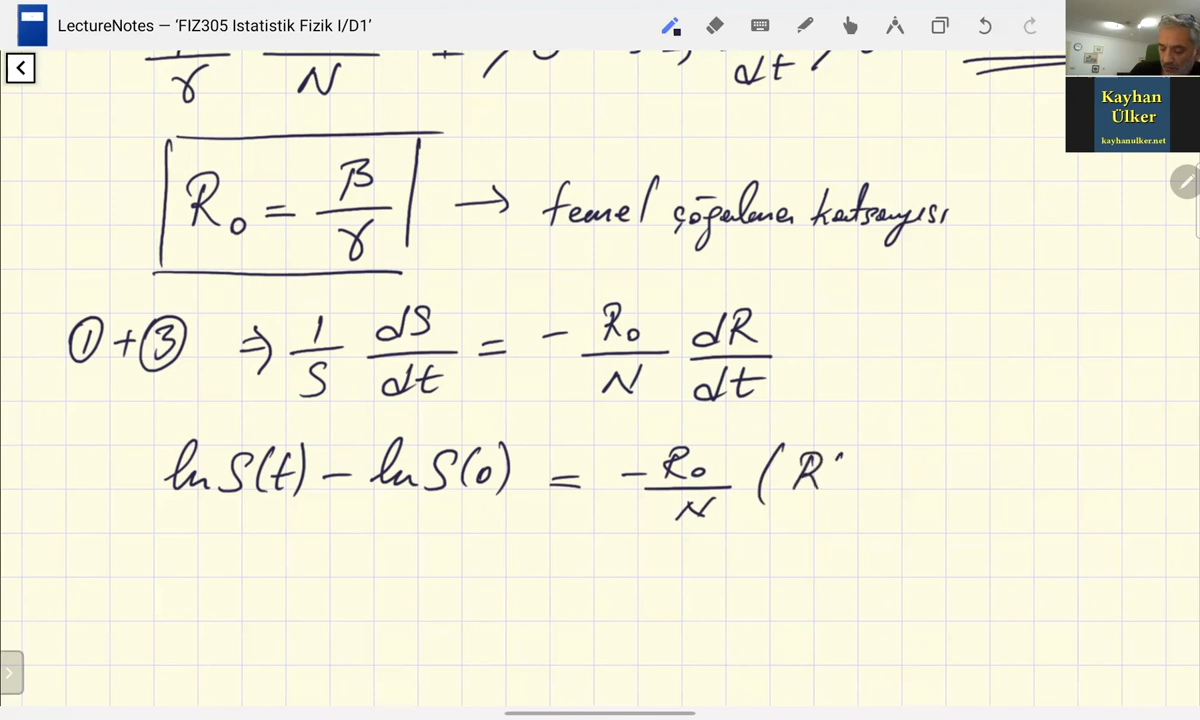 LectureNotes — ‘FIZ305 Istatistik Fizik I/D1’
Kayhan
Ülker
kayhanulker.net
γ N dt
R₀ = β/γ → temel çoğalma katsayısı
①+③ ⇒ 1/S dS/dt = - R₀/N dR/dt
ln S(t) - ln S(0) = - R₀/N (R